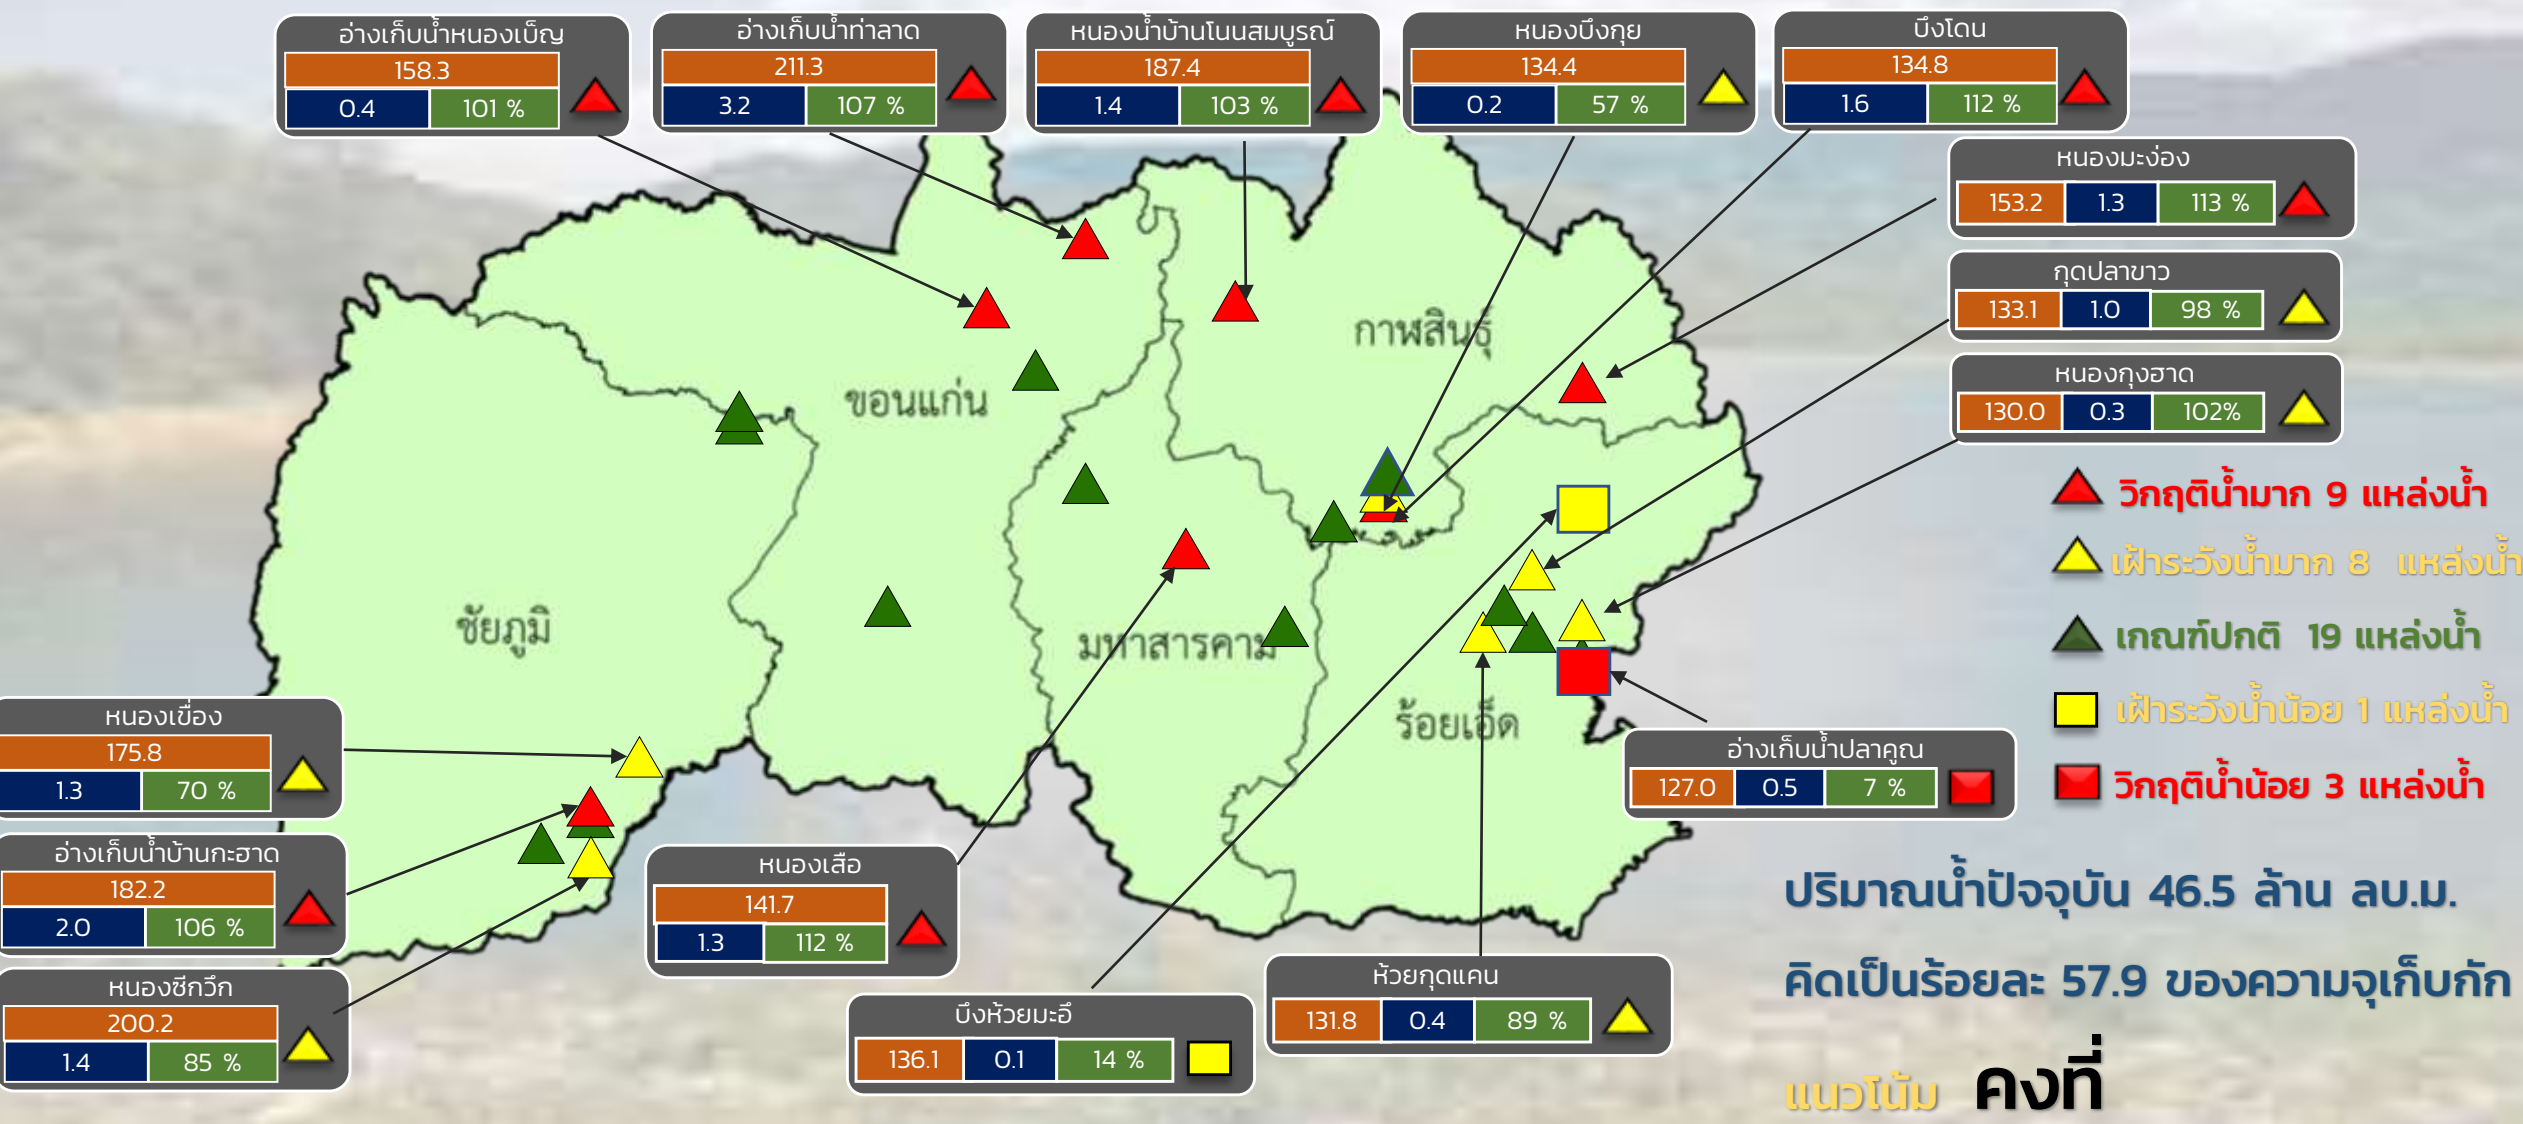 อ่างเก็บน้ำหนองเบ็ญ
158.3
0.4 101 %
อ่างเก็บน้ำท่าลาด
211.3
3.2 107 %
หนองน้ำบ้านโนนสมบูรณ์
187.4
1.4 103 %
หนองบึงกุย
134.4
0.2 57 %
บึงโดน
134.8
1.6 112 %
หนองมะง่อง
153.2 1.3 113 %
กุดปลาขาว
133.1 1.0 98 %
หนองกุงฮาด
130.0 0.3 102%
กาฬสินธุ์
ขอนแก่น
ชัยภูมิ
มหาสารคาม
ร้อยเอ็ด
วิกฤติน้ำมาก 9 แหล่งน้ำ
เฝ้าระวังน้ำมาก 8 แหล่งน้ำ
เกณฑ์ปกติ 19 แหล่งน้ำ
เฝ้าระวังน้ำน้อย 1 แหล่งน้ำ
วิกฤติน้ำน้อย 3 แหล่งน้ำ
หนองเขื่อง
175.8
1.3 70 %
อ่างเก็บน้ำบ้านกะฮาด
182.2
2.0 106 %
หนองซีกวึก
200.2
1.4 85 %
หนองเสือ
141.7
1.3 112 %
บึงห้วยมะอึ
136.1 0.1 14 %
ห้วยกุดแคน
131.8 0.4 89 %
อ่างเก็บน้ำปลาคูณ
127.0 0.5 7 %
ปริมาณน้ำปัจจุบัน 46.5 ล้าน ลบ.ม.
คิดเป็นร้อยละ 57.9 ของความจุเก็บกัก
แนวโน้ม คงที่